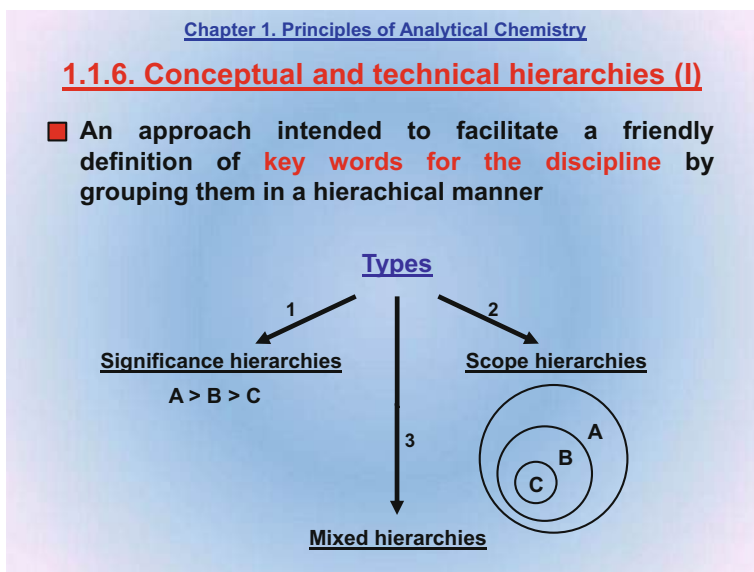 Chapter 1. Principles of Analytical Chemistry
1.1.6. Conceptual and technical hierarchies (I)
An approach intended to facilitate a friendly
definition of key words for the discipline by
grouping them in a hierachical manner
Types
1
2
Significance hierarchies
Scope hierarchies
A > B > C
A
B
C
3
Mixed hierarchies